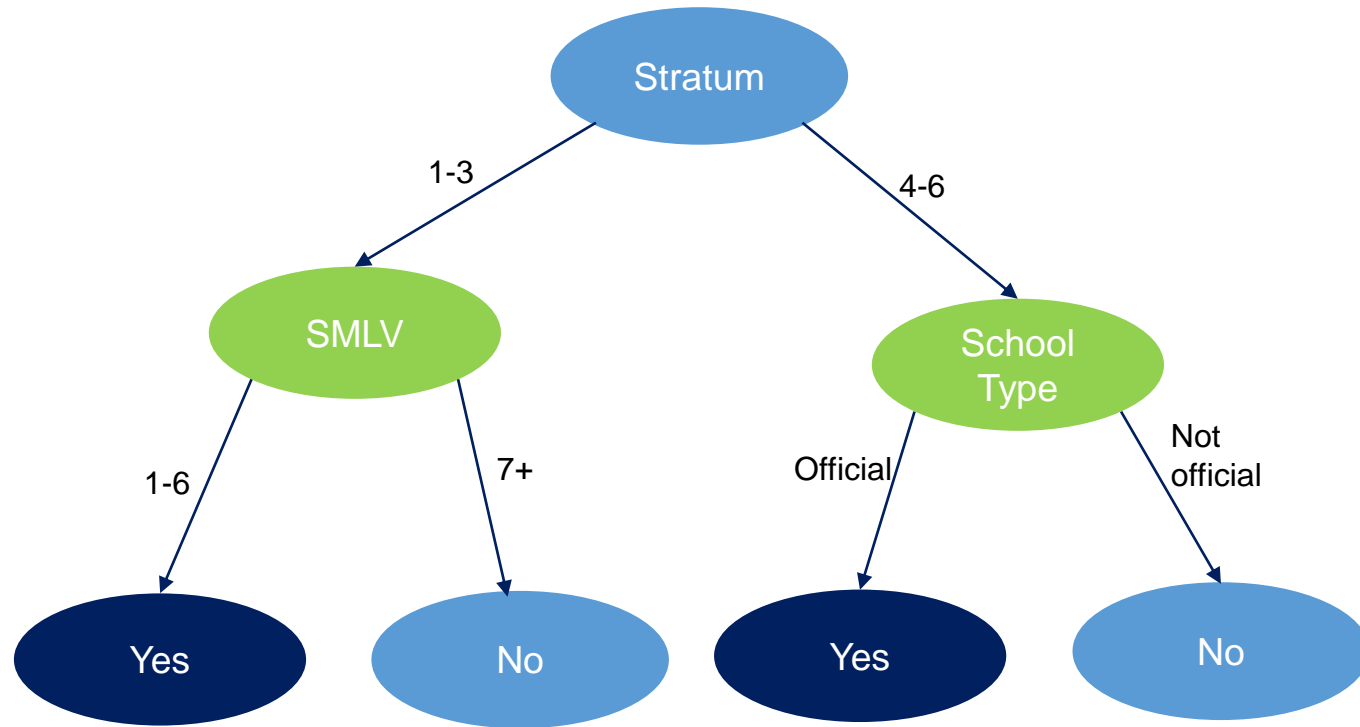 Stratum
1-3
4-6
SMLV
School
Type
1-6
7+
Official
Not
official
Yes
No
Yes
No